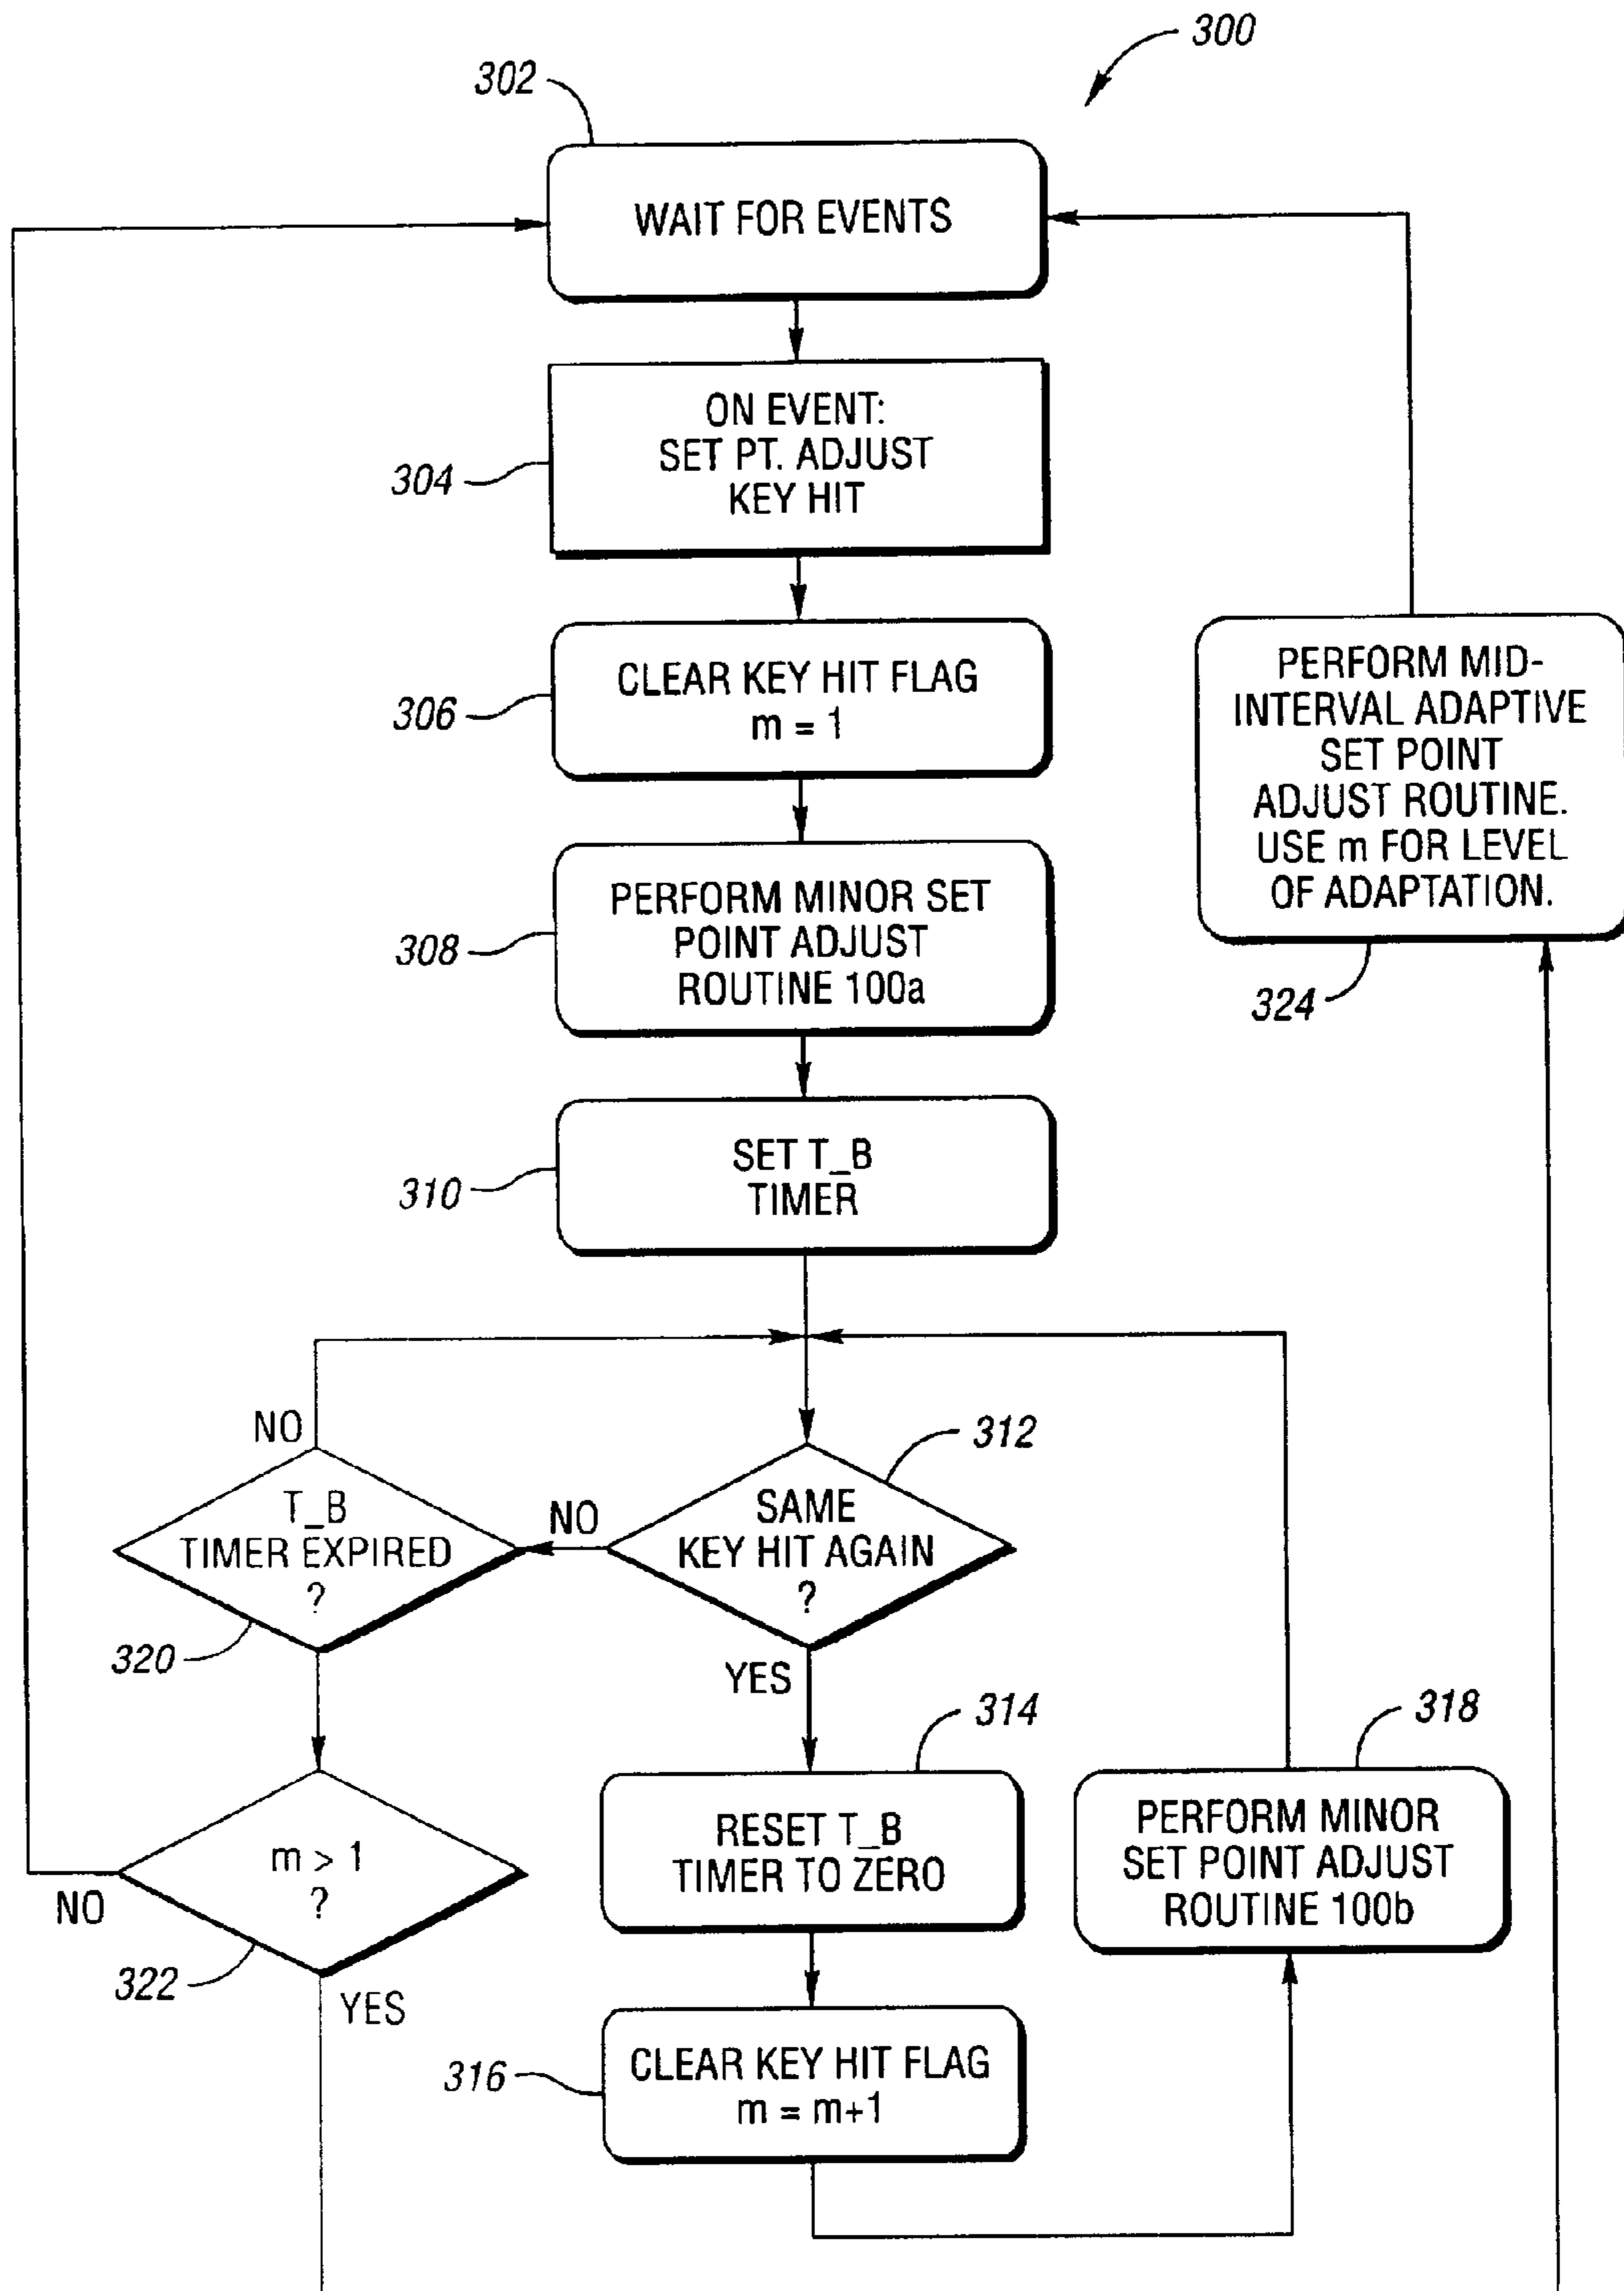 300
302
WAIT FOR EVENTS
ON EVENT:
SET PT. ADJUST
KEY HIT
304
CLEAR KEY HIT FLAG
m = 1
306
PERFORM MID-
INTERVAL ADAPTIVE
SET POINT
ADJUST ROUTINE.
USE m FOR LEVEL
OF ADAPTATION.
324
PERFORM MINOR SET
POINT ADJUST
ROUTINE 100a
308
SET T_B
TIMER
310
312
SAME
KEY HIT AGAIN
?
NO
YES
NO
T_B
TIMER EXPIRED
?
320
314
RESET T_B
TIMER TO ZERO
318
PERFORM MINOR
SET POINT ADJUST
ROUTINE 100b
m > 1
?
NO
322
YES
316
CLEAR KEY HIT FLAG
m = m+1